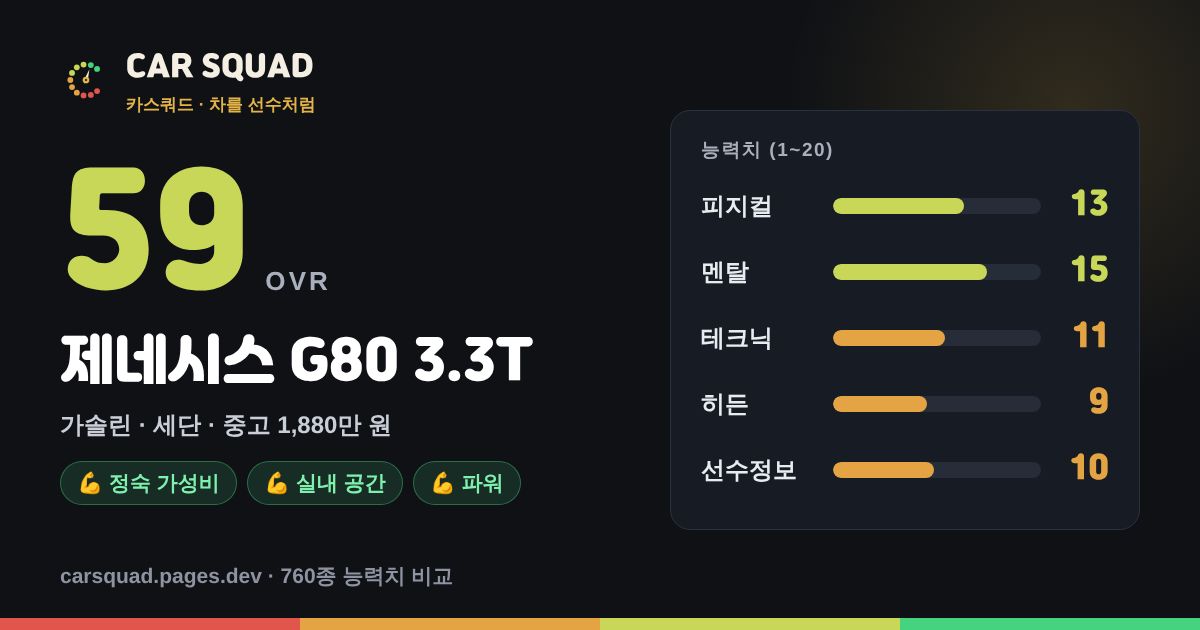 CAR SQUAD
카스쿼드 · 차를 선수처럼
59 OVR
제네시스 G80 3.3T
가솔린 · 세단 · 중고 1,880만 원
💪 정숙 가성비 💪 실내 공간 💪 파워
carsquad.pages.dev · 760종 능력치 비교
능력치 (1~20)
피지컬 13
멘탈 15
테크닉 11
히든 9
선수정보 10